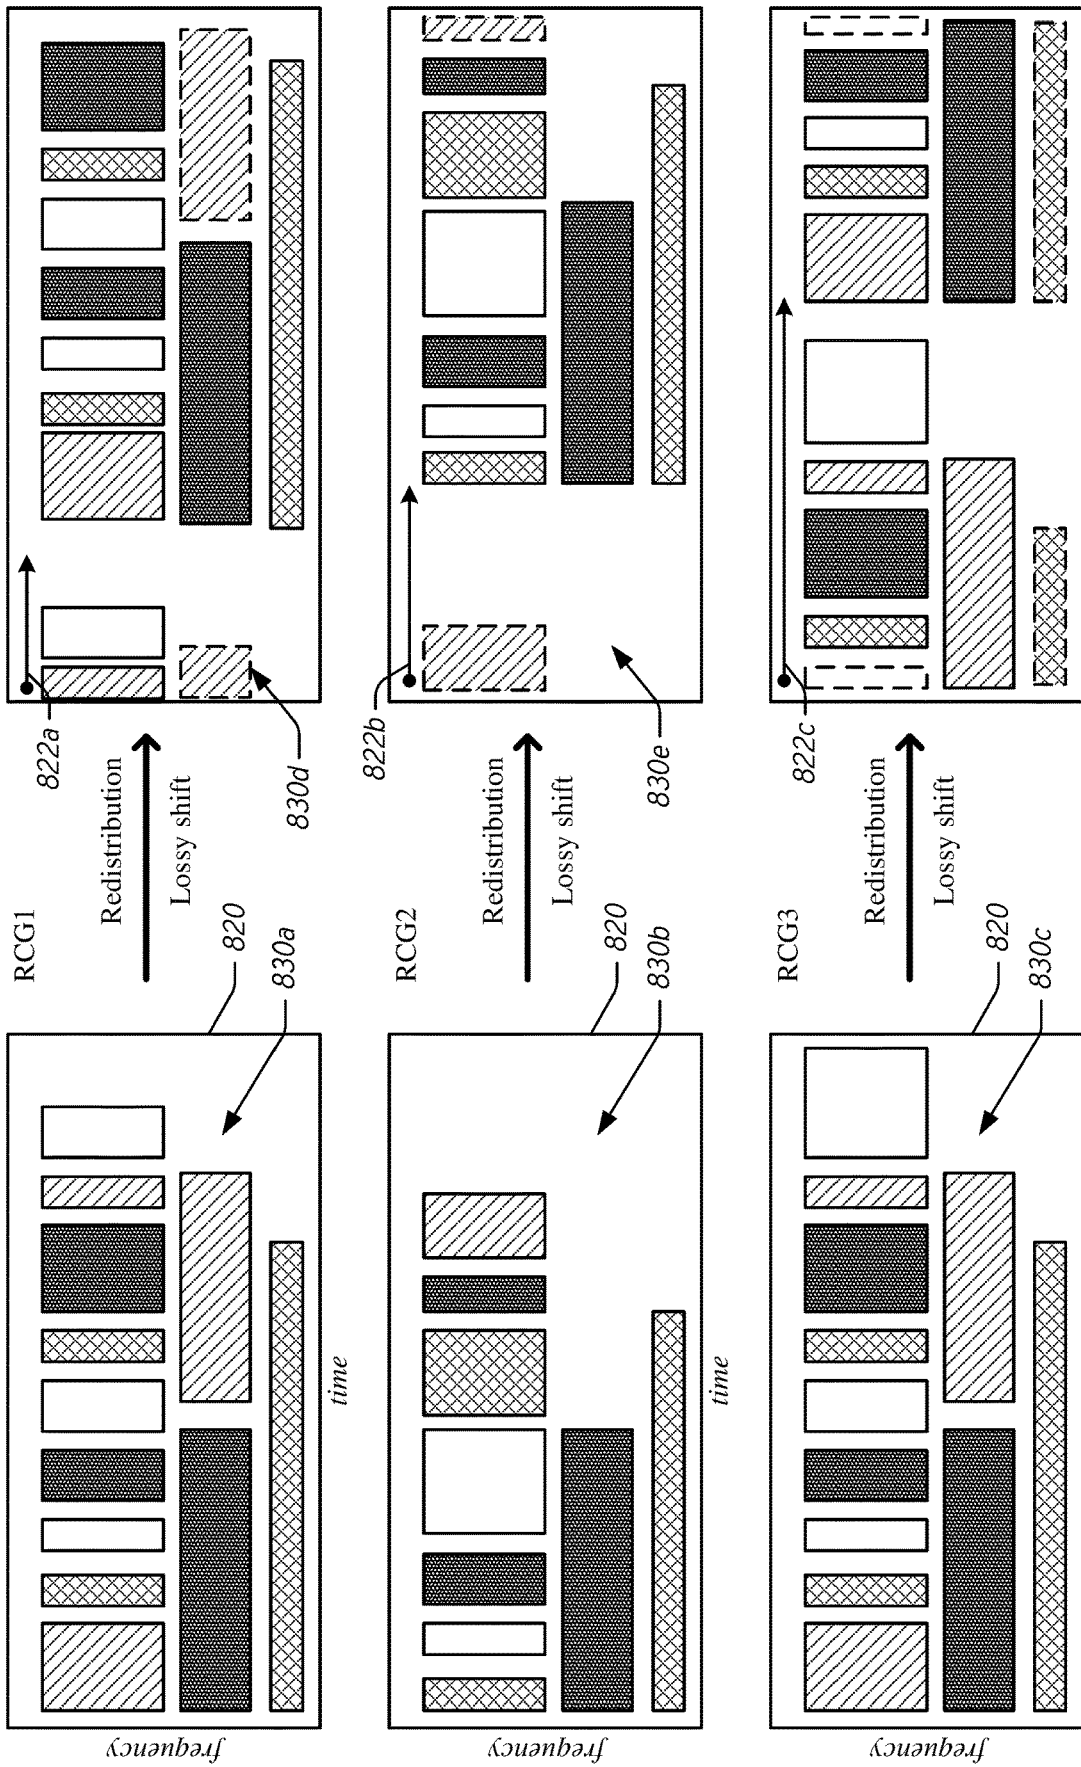 RCG1
frequency
time
820
830a
Redistribution
Lossy shift
822a
830d
RCG2
frequency
time
820
830b
Redistribution
Lossy shift
822b
830e
RCG3
frequency
820
830c
Redistribution
Lossy shift
822c